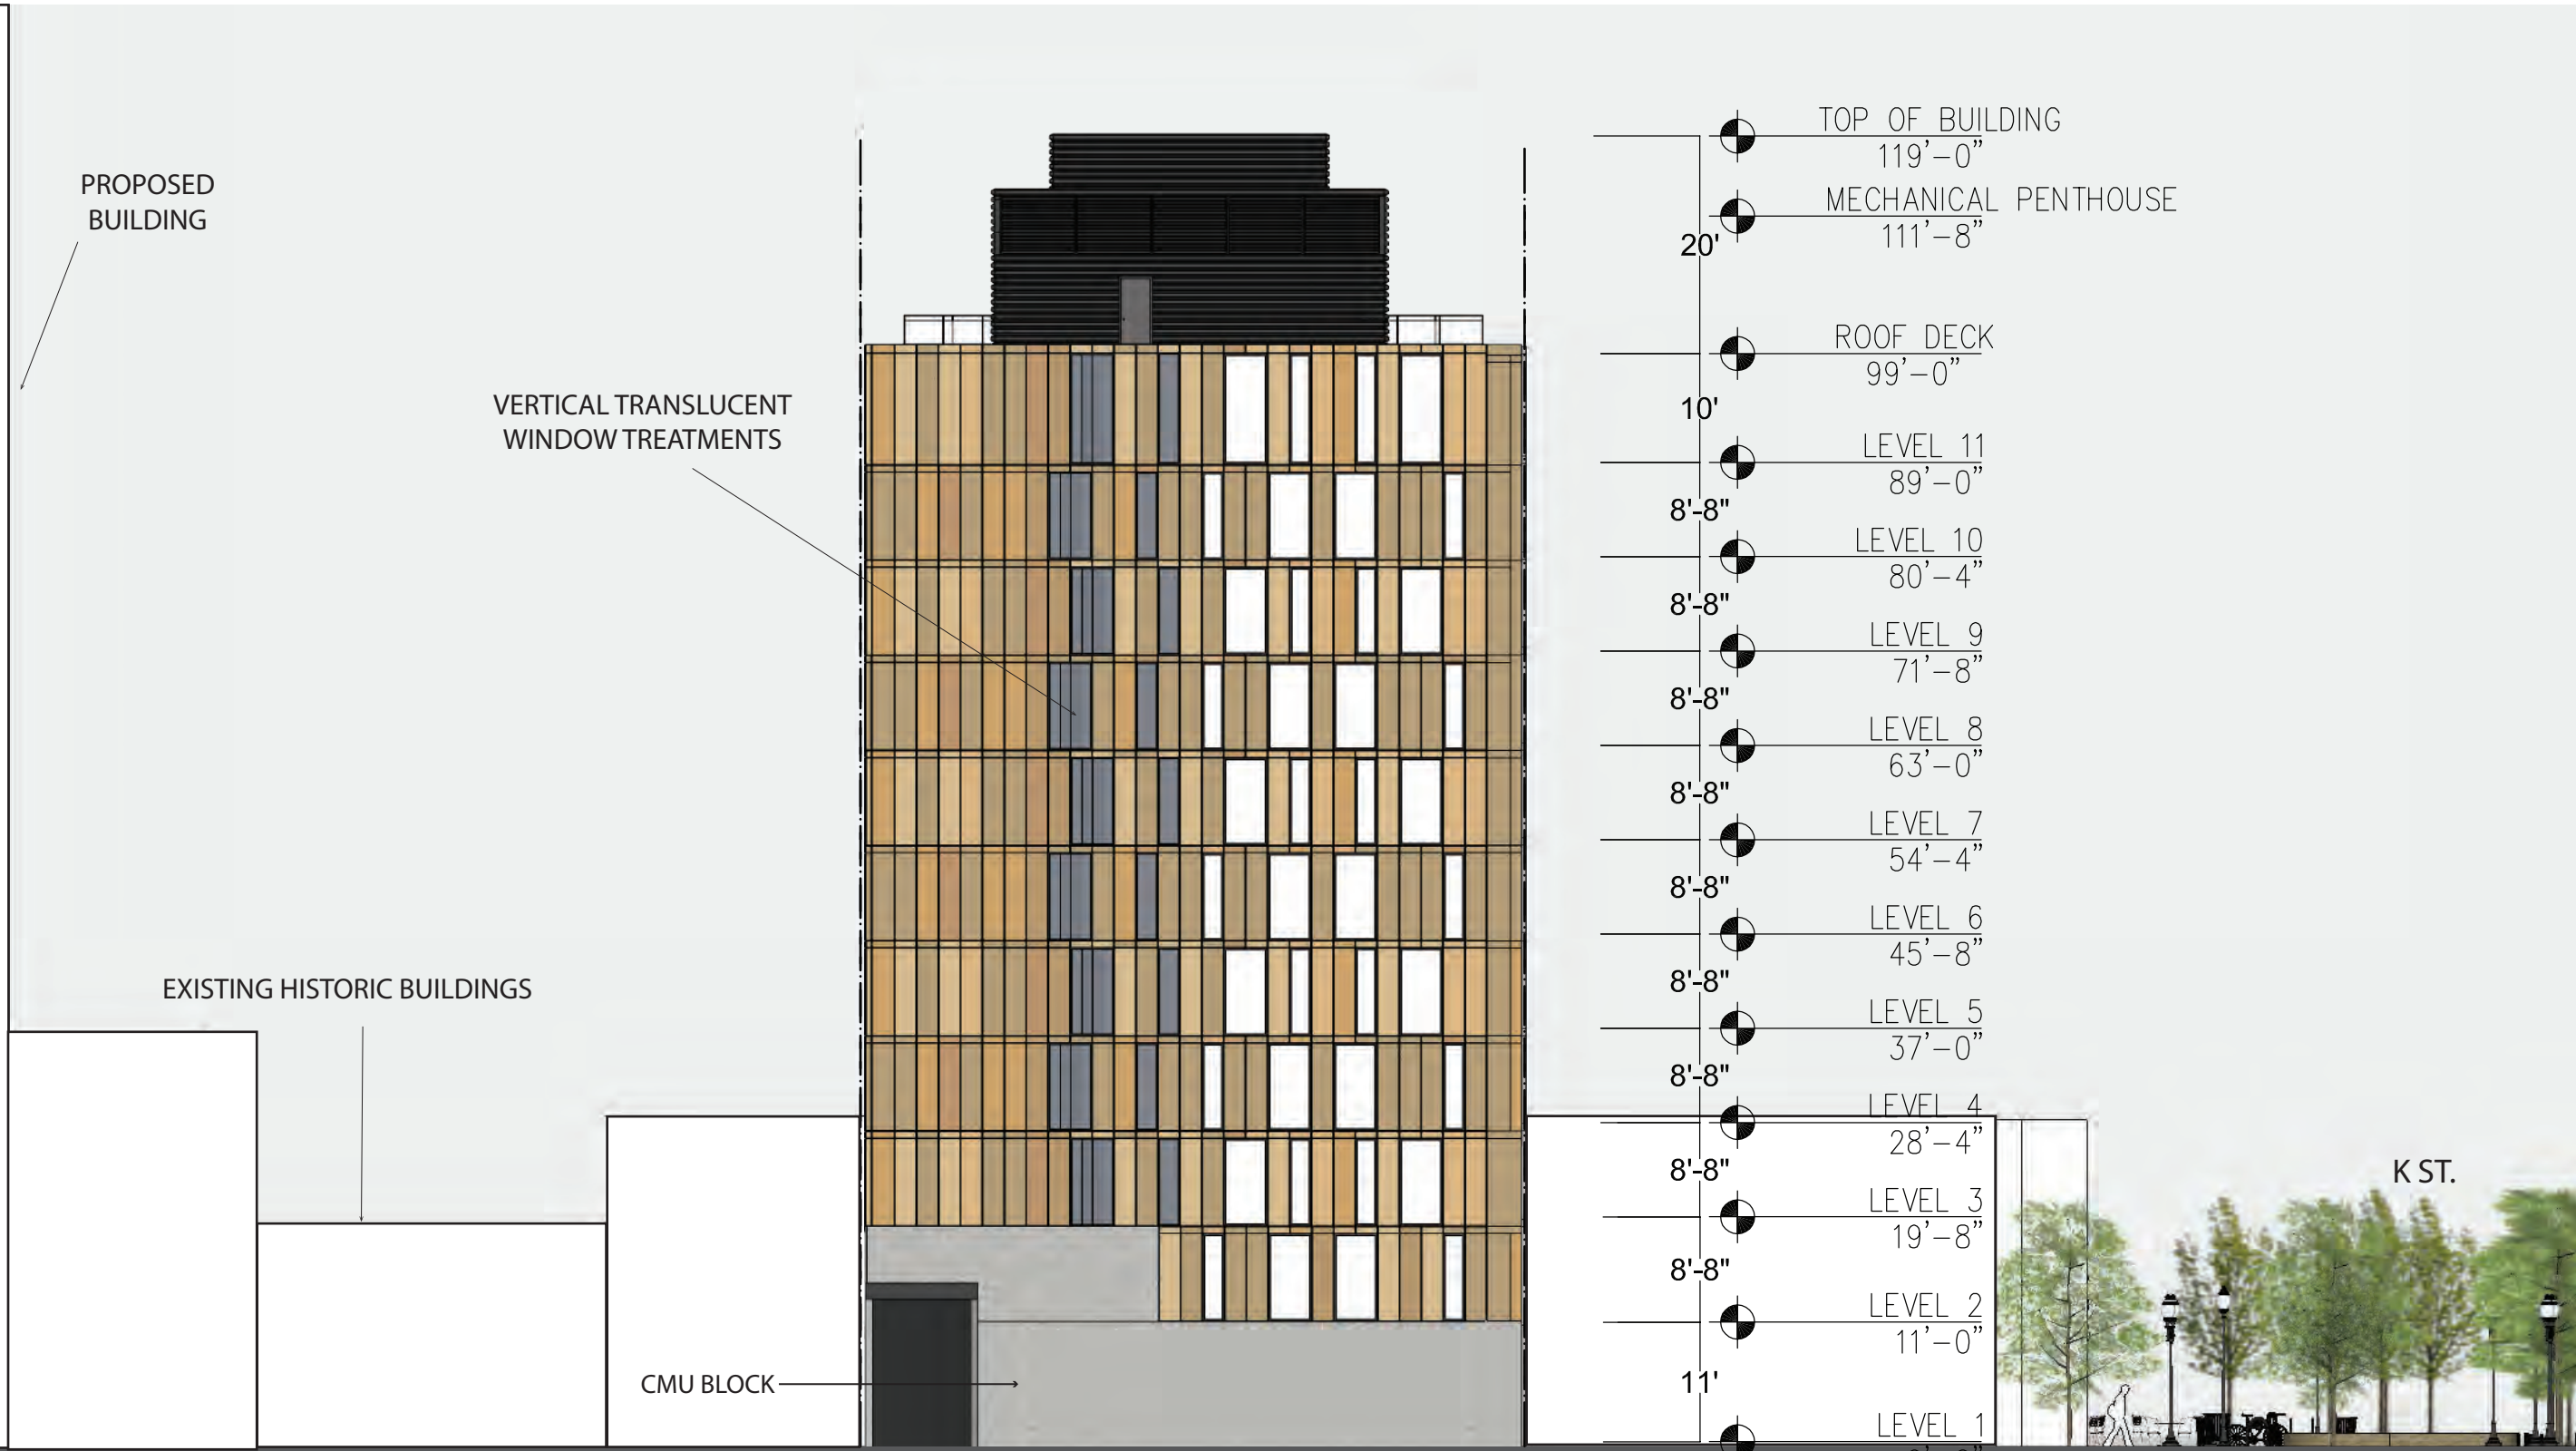 PROPOSED
BUILDING
VERTICAL TRANSLUCENT
WINDOW TREATMENTS
EXISTING HISTORIC BUILDINGS
CMU BLOCK
TOP OF BUILDING
119'-0"
MECHANICAL PENTHOUSE
111'-8"
20'
ROOF DECK
99'-0"
10'
LEVEL 11
89'-0"
8'-8"
LEVEL 10
80'-4"
8'-8"
LEVEL 9
71'-8"
8'-8"
LEVEL 8
63'-0"
8'-8"
LEVEL 7
54'-4"
8'-8"
LEVEL 6
45'-8"
8'-8"
LEVEL 5
37'-0"
8'-8"
LEVEL 4
28'-4"
8'-8"
LEVEL 3
19'-8"
8'-8"
LEVEL 2
11'-0"
11'
LEVEL 1
K ST.